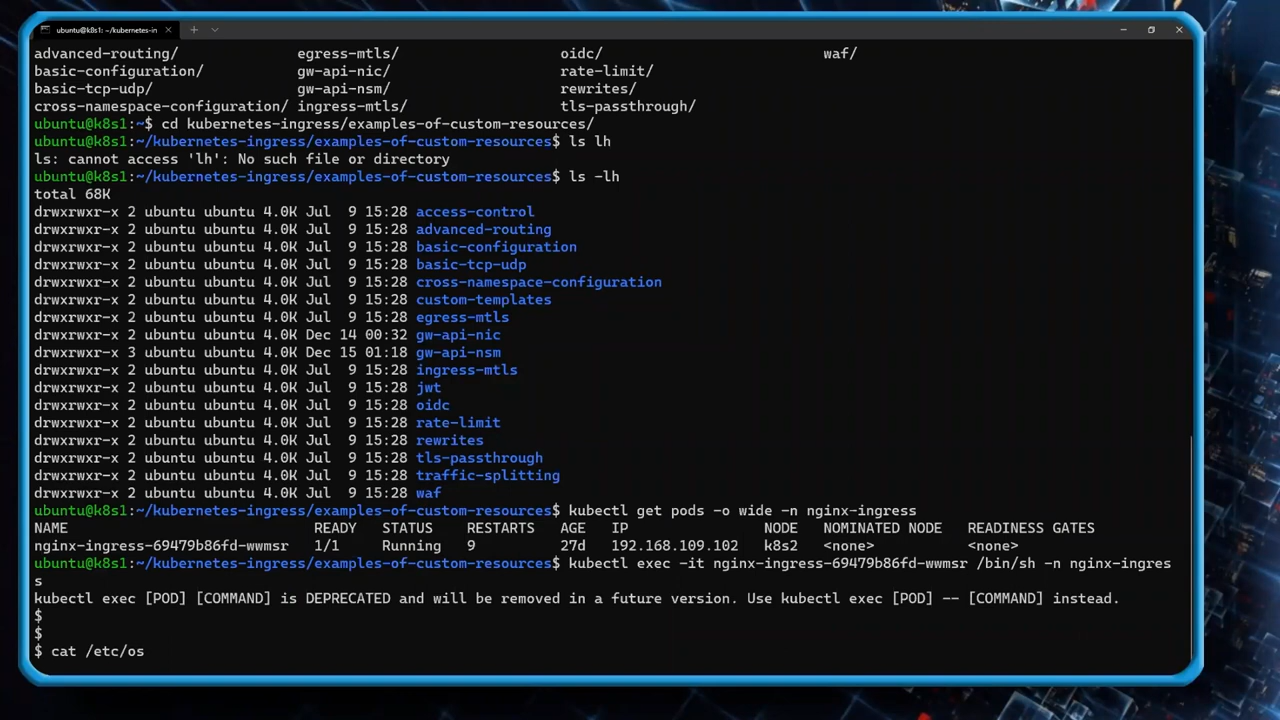 ubuntu@k8s1: ~/kubernetes-in
advanced-routing/ egress-mtls/ oidc/ waf/
basic-configuration/ gw-api-nic/ rate-limit/
basic-tcp-udp/ gw-api-nsm/ rewrites/
cross-namespace-configuration/ ingress-mtls/ tls-passthrough/
ubuntu@k8s1:~$ cd kubernetes-ingress/examples-of-custom-resources/
ubuntu@k8s1:~/kubernetes-ingress/examples-of-custom-resources$ ls lh
ls: cannot access 'lh': No such file or directory
ubuntu@k8s1:~/kubernetes-ingress/examples-of-custom-resources$ ls -lh
total 68K
drwxrwxr-x 2 ubuntu ubuntu 4.0K Jul  9 15:28 access-control
drwxrwxr-x 2 ubuntu ubuntu 4.0K Jul  9 15:28 advanced-routing
drwxrwxr-x 2 ubuntu ubuntu 4.0K Jul  9 15:28 basic-configuration
drwxrwxr-x 2 ubuntu ubuntu 4.0K Jul  9 15:28 basic-tcp-udp
drwxrwxr-x 2 ubuntu ubuntu 4.0K Jul  9 15:28 cross-namespace-configuration
drwxrwxr-x 2 ubuntu ubuntu 4.0K Jul  9 15:28 custom-templates
drwxrwxr-x 2 ubuntu ubuntu 4.0K Jul  9 15:28 egress-mtls
drwxrwxr-x 2 ubuntu ubuntu 4.0K Dec 14 00:32 gw-api-nic
drwxrwxr-x 3 ubuntu ubuntu 4.0K Dec 15 01:18 gw-api-nsm
drwxrwxr-x 2 ubuntu ubuntu 4.0K Jul  9 15:28 ingress-mtls
drwxrwxr-x 2 ubuntu ubuntu 4.0K Jul  9 15:28 jwt
drwxrwxr-x 2 ubuntu ubuntu 4.0K Jul  9 15:28 oidc
drwxrwxr-x 2 ubuntu ubuntu 4.0K Jul  9 15:28 rate-limit
drwxrwxr-x 2 ubuntu ubuntu 4.0K Jul  9 15:28 rewrites
drwxrwxr-x 2 ubuntu ubuntu 4.0K Jul  9 15:28 tls-passthrough
drwxrwxr-x 2 ubuntu ubuntu 4.0K Jul  9 15:28 traffic-splitting
drwxrwxr-x 2 ubuntu ubuntu 4.0K Jul  9 15:28 waf
ubuntu@k8s1:~/kubernetes-ingress/examples-of-custom-resources$ kubectl get pods -o wide -n nginx-ingress
NAME READY STATUS RESTARTS AGE IP NODE NOMINATED NODE READINESS GATES
nginx-ingress-69479b86fd-wwmsr 1/1 Running 9 27d 192.168.109.102 k8s2 <none> <none>
ubuntu@k8s1:~/kubernetes-ingress/examples-of-custom-resources$ kubectl exec -it nginx-ingress-69479b86fd-wwmsr /bin/sh -n nginx-ingres
s
kubectl exec [POD] [COMMAND] is DEPRECATED and will be removed in a future version. Use kubectl exec [POD] -- [COMMAND] instead.
$
$
$ cat /etc/os